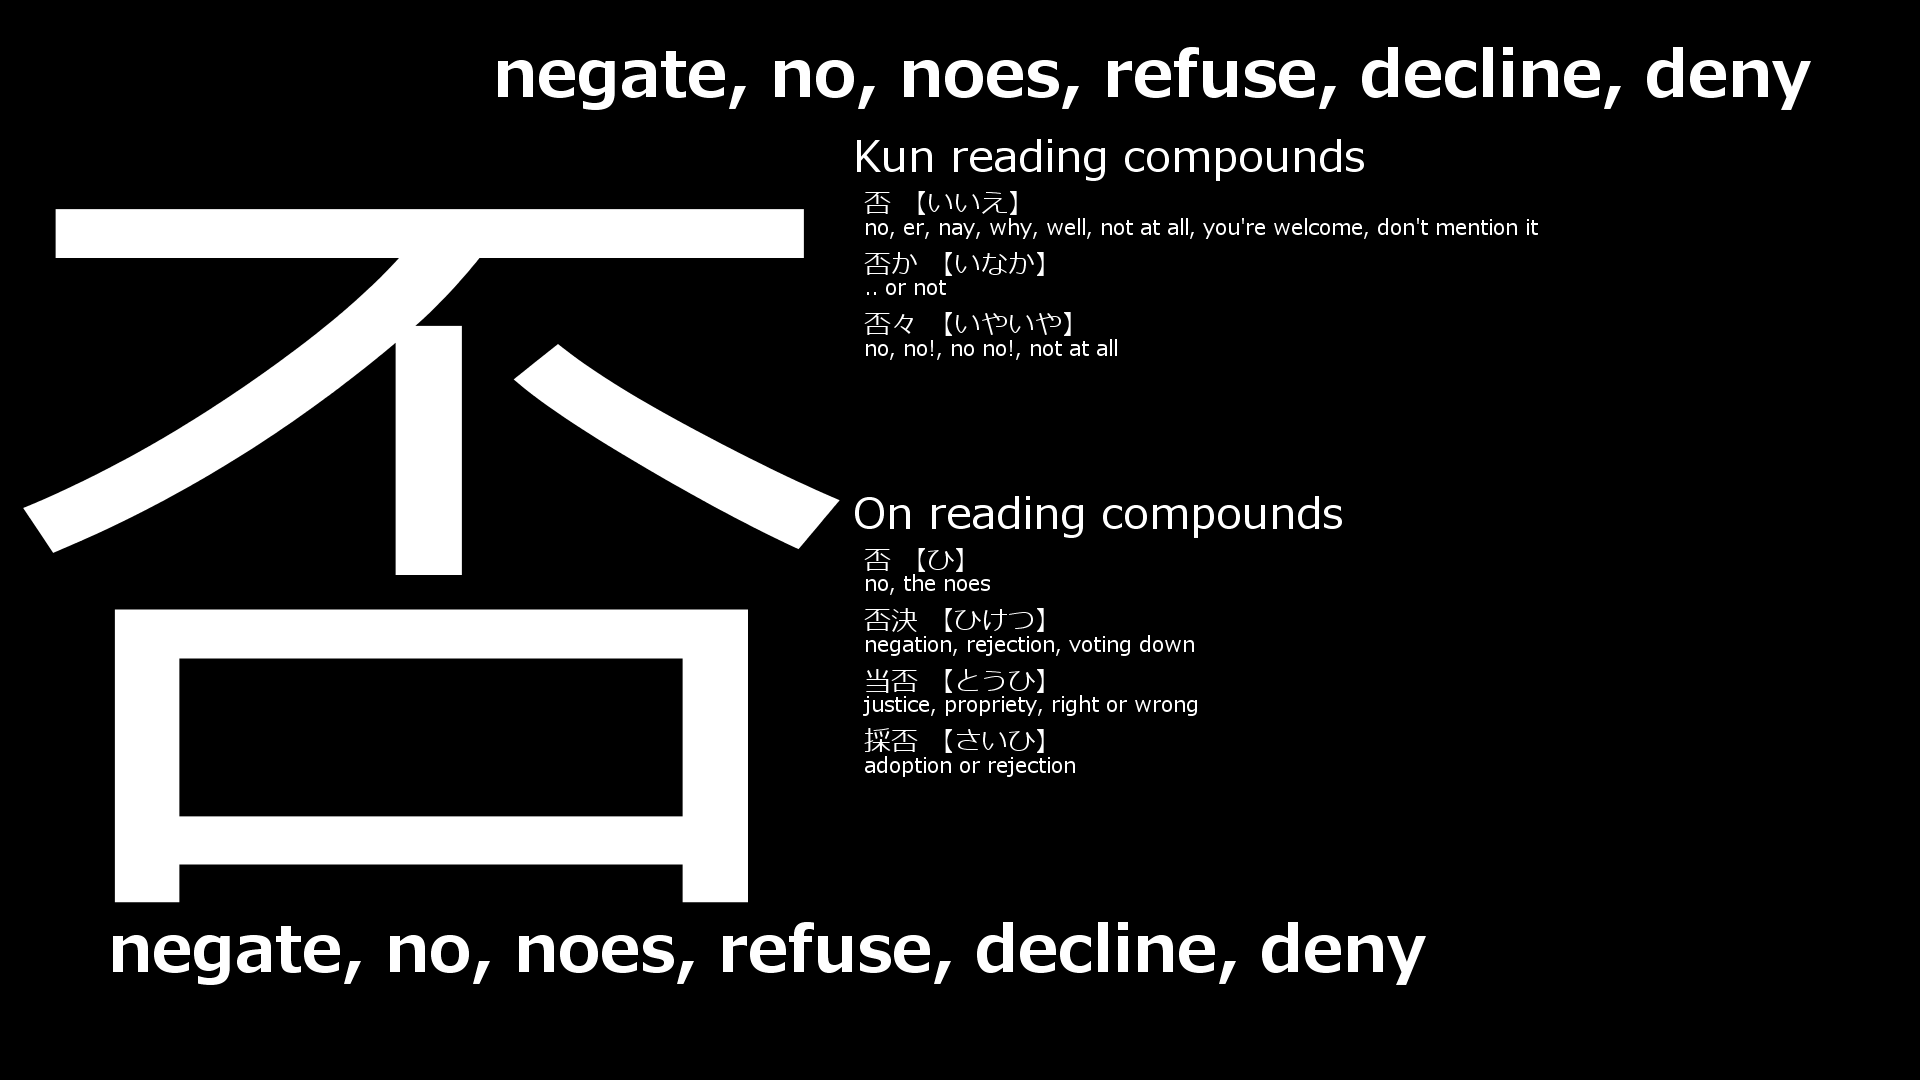 negate, no, noes, refuse, decline, deny
否
Kun reading compounds
否 【いいえ】
no, er, nay, why, well, not at all, you're welcome, don't mention it
否か 【いなか】
.. or not
否々 【いやいや】
no, no!, no no!, not at all
On reading compounds
否 【ひ】
no, the noes
否決 【ひけつ】
negation, rejection, voting down
当否 【とうひ】
justice, propriety, right or wrong
採否 【さいひ】
adoption or rejection
negate, no, noes, refuse, decline, deny